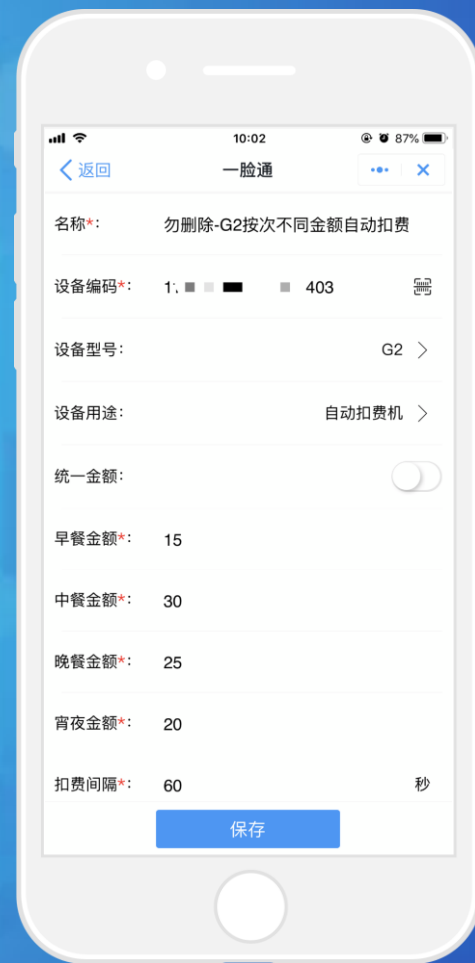 10:02
87%
返回
一脸通
名称*: 勿删除-G2按次不同金额自动扣费
设备编码*: 403
设备型号: G2
设备用途: 自动扣费机
统一金额:
早餐金额*: 15
中餐金额*: 30
晚餐金额*: 25
宵夜金额*: 20
扣费间隔*: 60 秒
保存